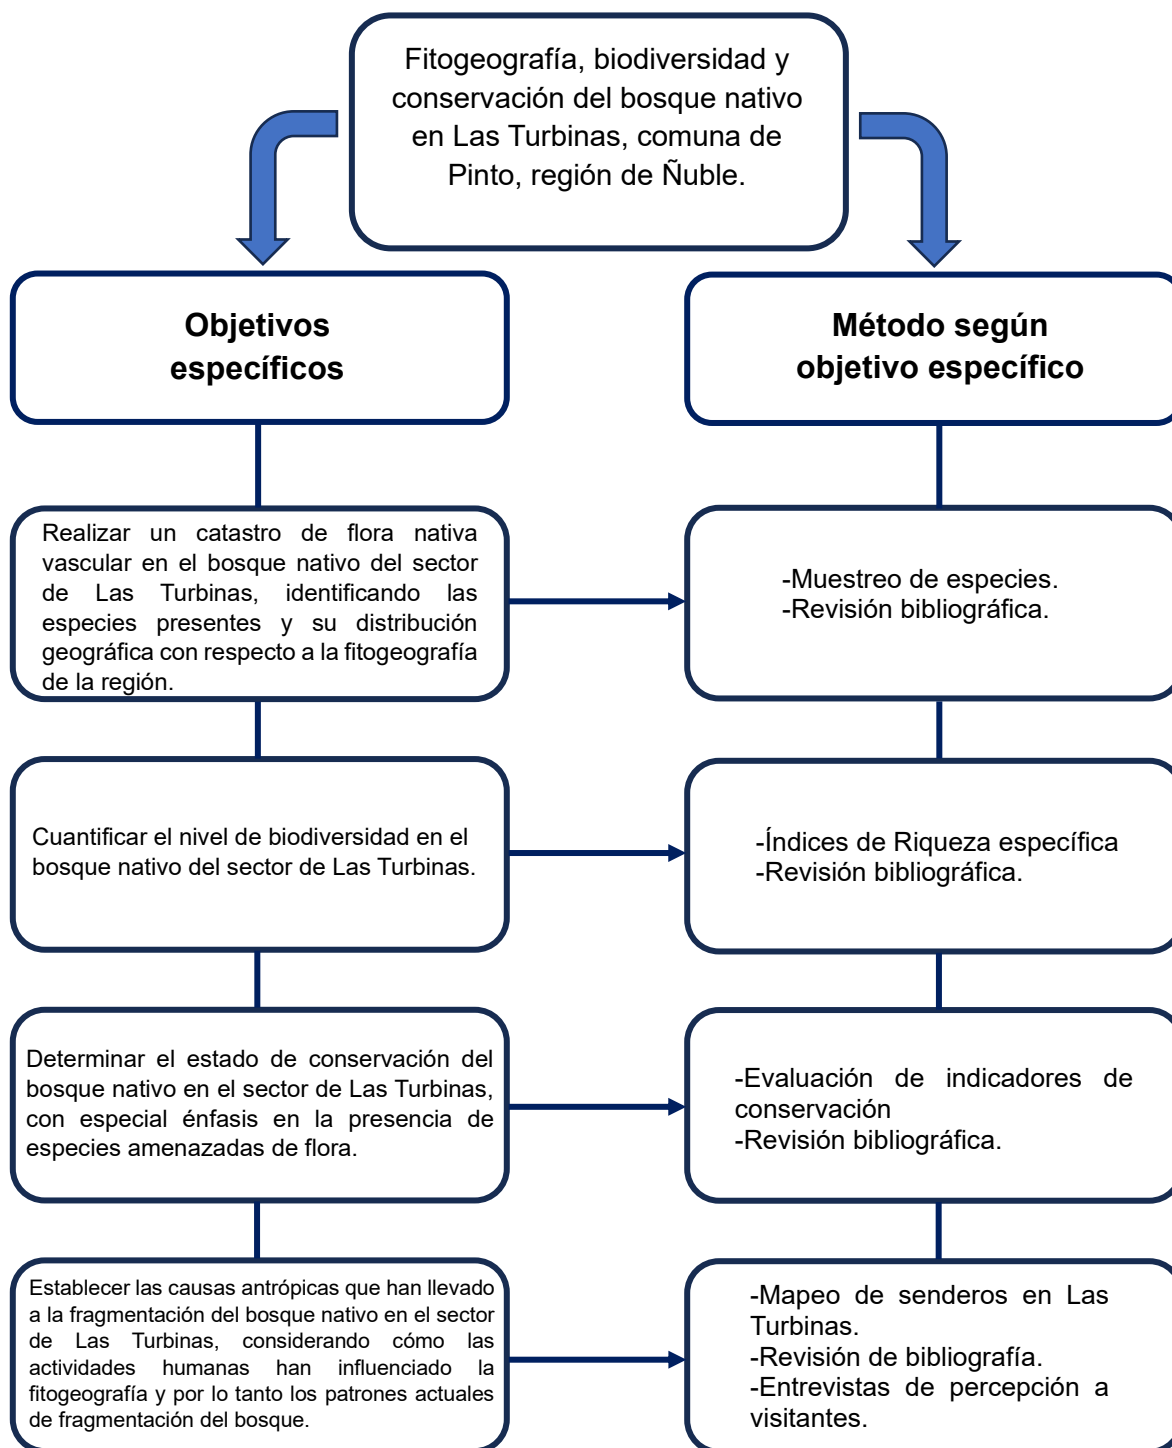 Fitogeografía, biodiversidad y
conservación del bosque nativo
en Las Turbinas, comuna de
Pinto, región de Ñuble.
Objetivos
específicos
Método según
objetivo específico
Realizar un catastro de flora nativa
vascular en el bosque nativo del sector
de Las Turbinas, identificando las
especies presentes y su distribución
geográfica con respecto a la fitogeografía
de la región.
-Muestreo de especies.
-Revisión bibliográfica.
Cuantificar el nivel de biodiversidad en el
bosque nativo del sector de Las Turbinas.
-Índices de Riqueza específica
-Revisión bibliográfica.
Determinar el estado de conservación del
bosque nativo en el sector de Las Turbinas,
con especial énfasis en la presencia de
especies amenazadas de flora.
-Evaluación de indicadores de
conservación
-Revisión bibliográfica.
Establecer las causas antrópicas que han llevado
a la fragmentación del bosque nativo en el sector
de Las Turbinas, considerando cómo las
actividades humanas han influenciado la
fitogeografía y por lo tanto los patrones actuales
de fragmentación del bosque.
-Mapeo de senderos en Las
Turbinas.
-Revisión de bibliografía.
-Entrevistas de percepción a
visitantes.